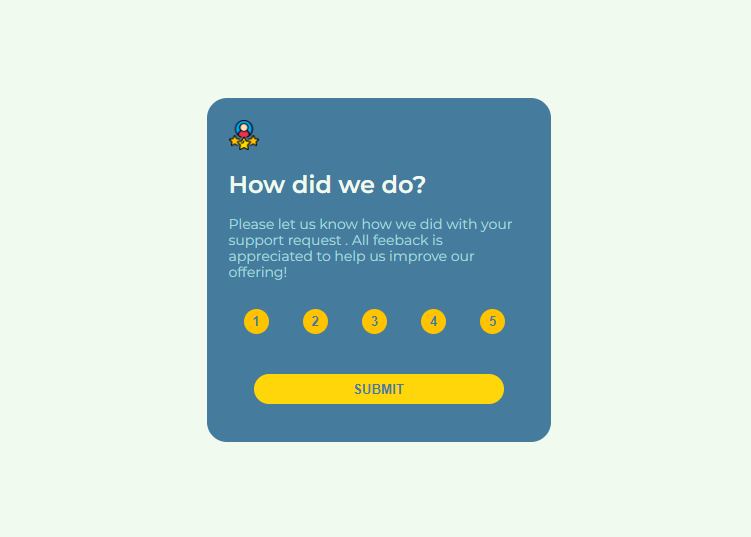 How did we do?
Please let us know how we did with your
support request . All feeback is
appreciated to help us improve our
offering!
1 2 3 4 5
SUBMIT